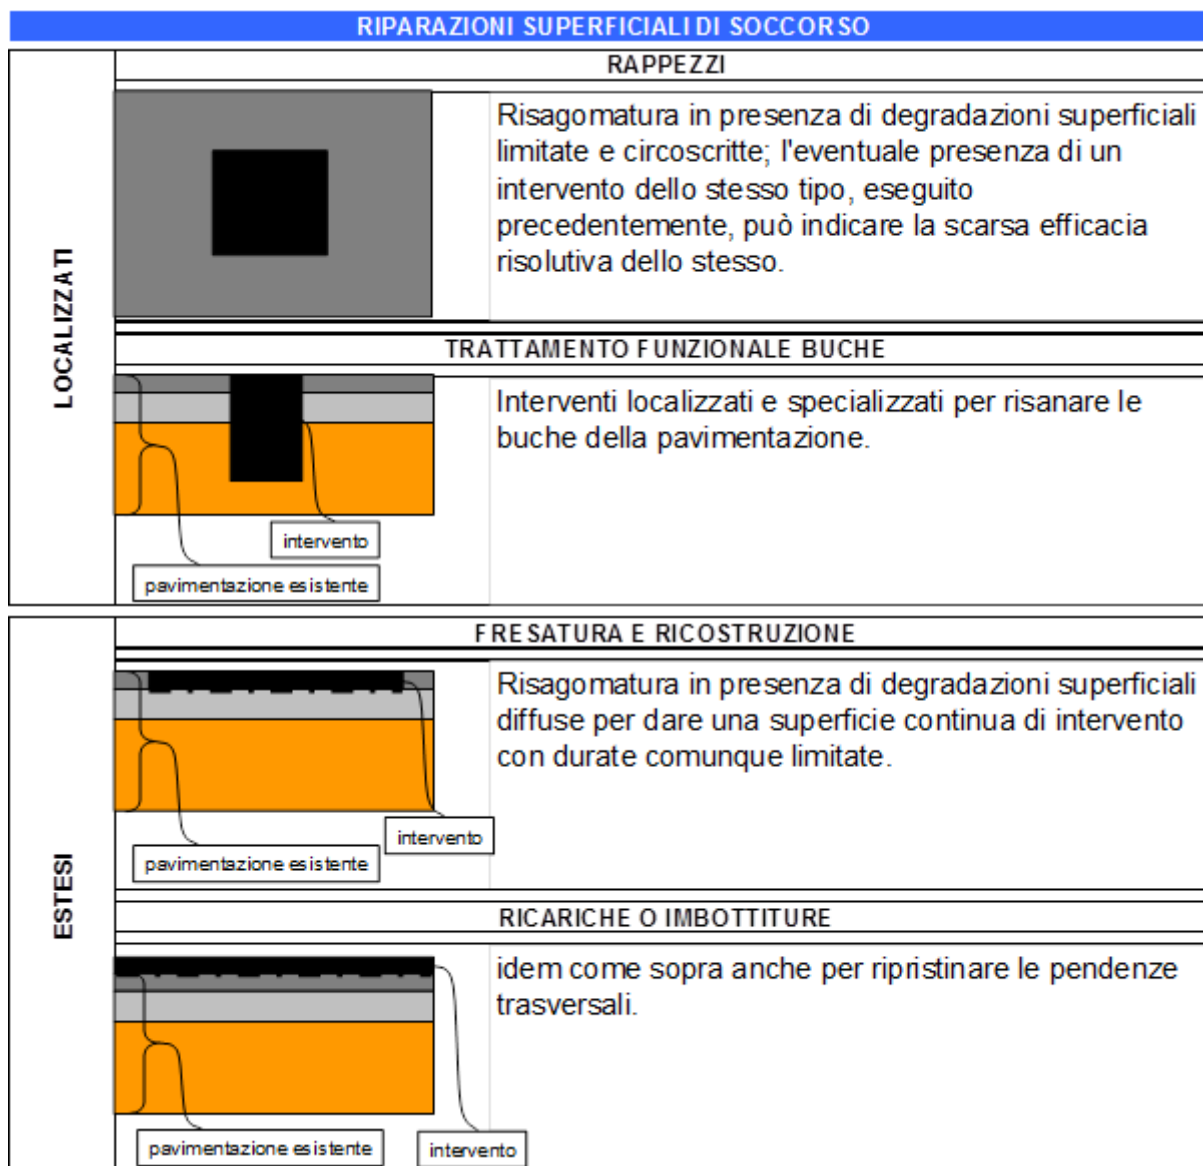 RIPARAZIONI SUPERFICIALI DI SOCCORSO
LOCALIZZATI
RAPPEZZI
Risagomatura in presenza di degradazioni superficiali
limitate e circoscritte; l'eventuale presenza di un
intervento dello stesso tipo, eseguito
precedentemente, può indicare la scarsa efficacia
risolutiva dello stesso.
TRATTAMENTO FUNZIONALE BUCHE
Interventi localizzati e specializzati per risanare le
buche della pavimentazione.
intervento
pavimentazione esistente
ESTESI
FRESATURA E RICOSTRUZIONE
Risagomatura in presenza di degradazioni superficiali
diffuse per dare una superficie continua di intervento
con durate comunque limitate.
intervento
pavimentazione esistente
RICARICHE O IMBOTTITURE
idem come sopra anche per ripristinare le pendenze
trasversali.
pavimentazione esistente
intervento